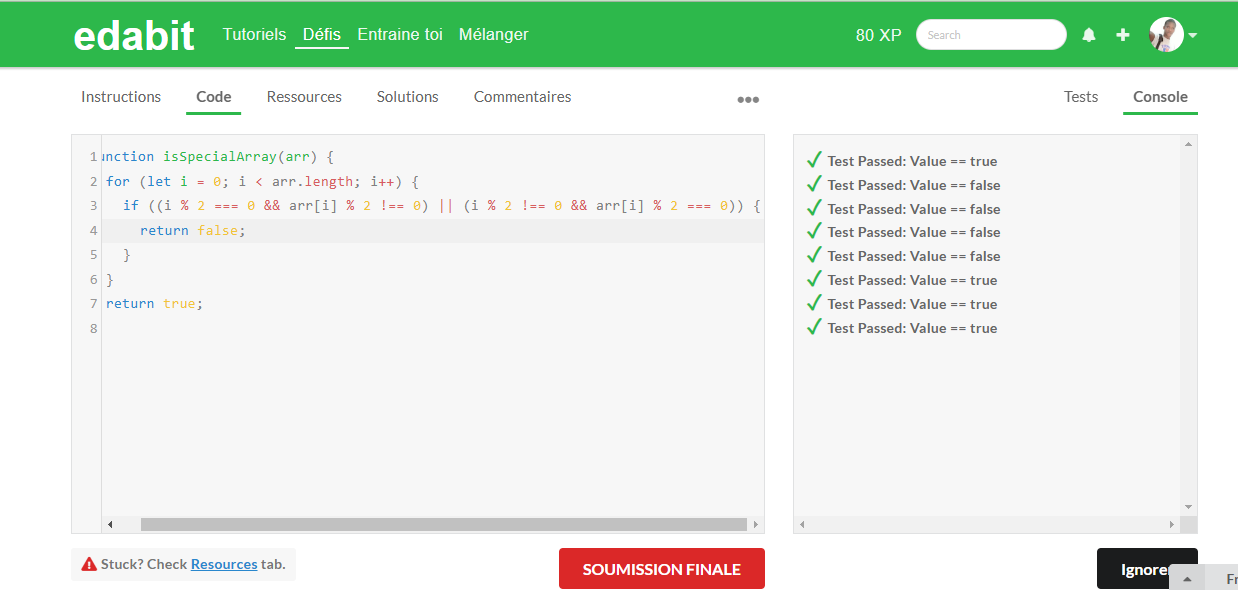 edabit Tutoriels Défis Entraine toi Mélanger 80 XP Search
Instructions Code Ressources Solutions Commentaires ••• Tests Console
1 unction isSpecialArray(arr) {
2 for (let i = 0; i < arr.length; i++) {
3 if ((i % 2 === 0 && arr[i] % 2 !== 0) || (i % 2 !== 0 && arr[i] % 2 === 0)) {
4 return false;
5 }
6 }
7 return true;
8
Test Passed: Value == true
Test Passed: Value == false
Test Passed: Value == false
Test Passed: Value == false
Test Passed: Value == false
Test Passed: Value == true
Test Passed: Value == true
Test Passed: Value == true
Stuck? Check Resources tab.
SOUMISSION FINALE
Ignorer
Fr